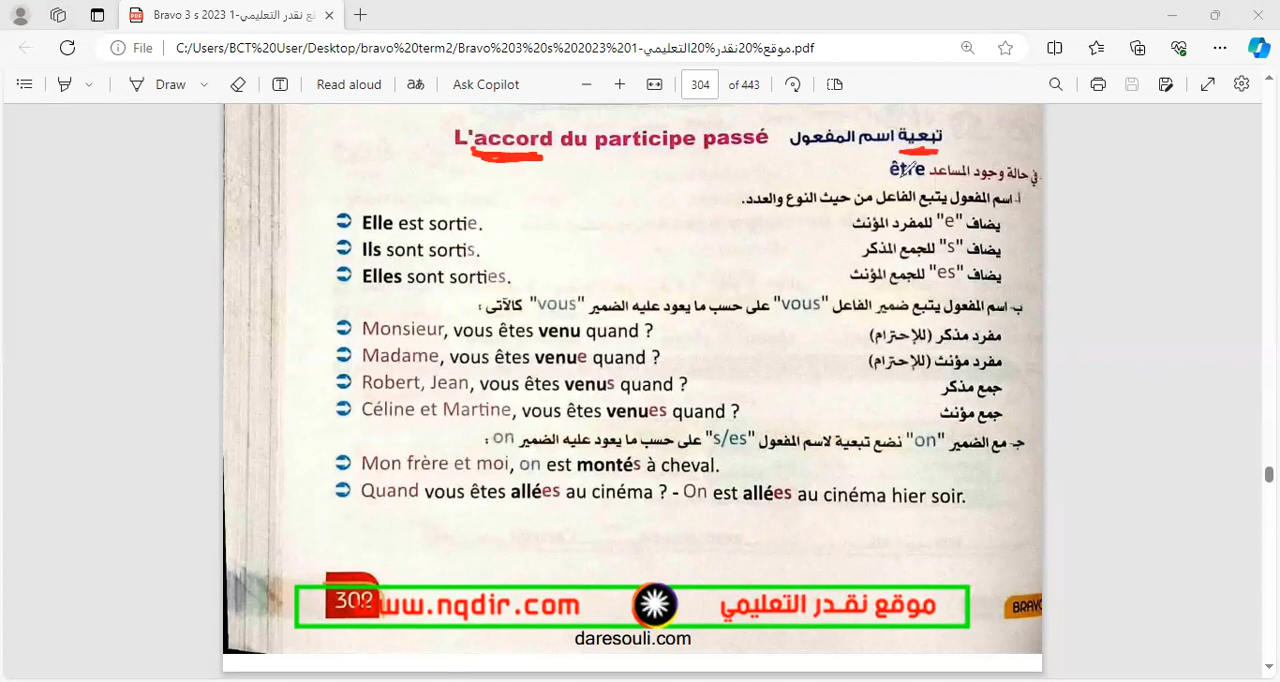 Bravo 3 s 2023 1-قع نقدر التعليمي
File
C:/Users/BCT%20User/Desktop/bravo%20term2/Bravo%203%20s%202023%201-موقع%20نقدر%20التعليمي.pdf
Draw
Read aloud
aあ
Ask Copilot
304 of 443
L'accord du participe passé تبعية اسم المفعول
في حالة وجود المساعد être
أ- اسم المفعول يتبع الفاعل من حيث النوع والعدد.
Elle est sortie. يضاف "e" للمفرد المؤنث
Ils sont sortis. يضاف "s" للجمع المذكر
Elles sont sorties. يضاف "es" للجمع المؤنث
ب- اسم المفعول يتبع ضمير الفاعل "vous" على حسب ما يعود عليه الضمير "vous" كالآتى :
Monsieur, vous êtes venu quand ? مفرد مذكر (للإحترام)
Madame, vous êtes venue quand ? مفرد مؤنث (للإحترام)
Robert, Jean, vous êtes venus quand ? جمع مذكر
Céline et Martine, vous êtes venues quand ? جمع مؤنث
جـ- مع الضمير "on" نضع تبعية لاسم المفعول "s/es" على حسب ما يعود عليه الضمير on :
Mon frère et moi, on est montés à cheval.
Quand vous êtes allées au cinéma ? - On est allées au cinéma hier soir.
302
www.nqdir.com موقع نقدر التعليمي
BRAVO
daresouli.com